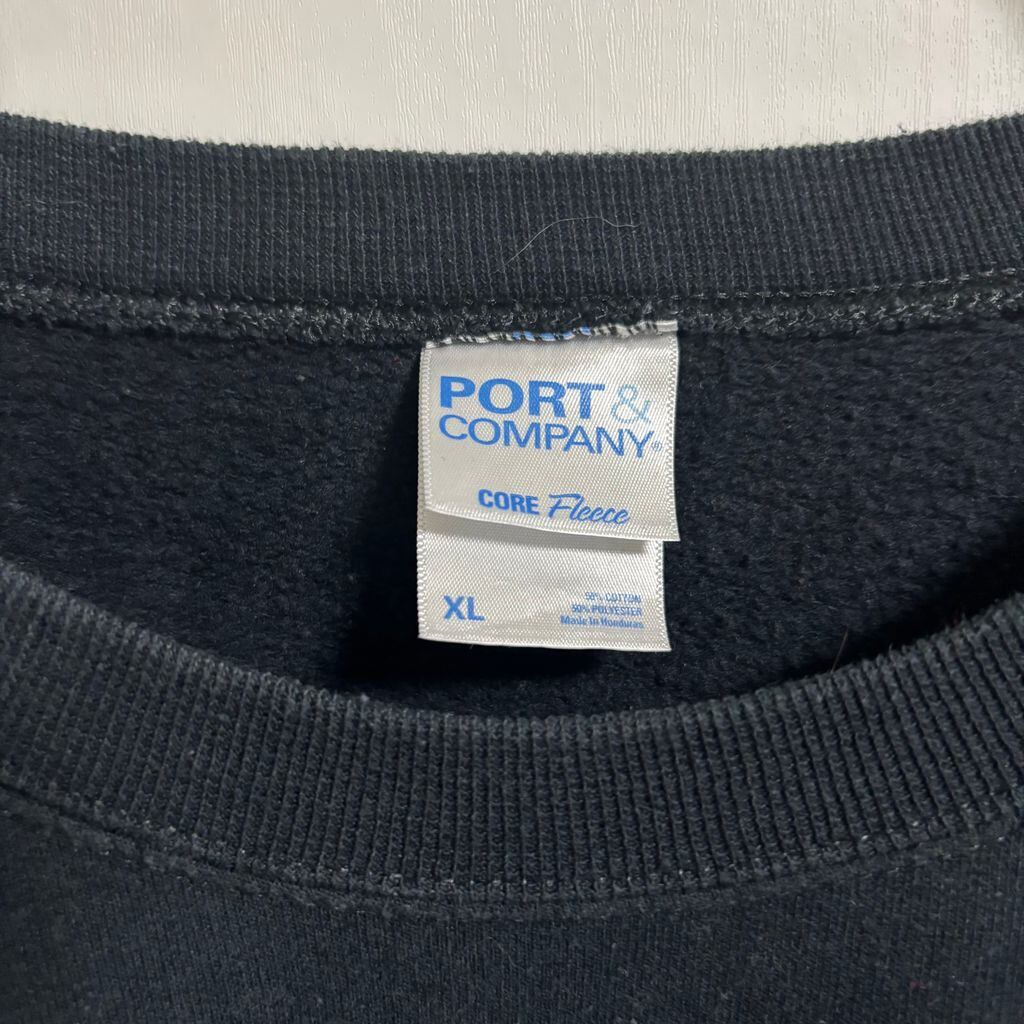 PORT &
COMPANY®
CORE Fleece
XL
50% COTTON
50% POLYESTER
Made In Honduras